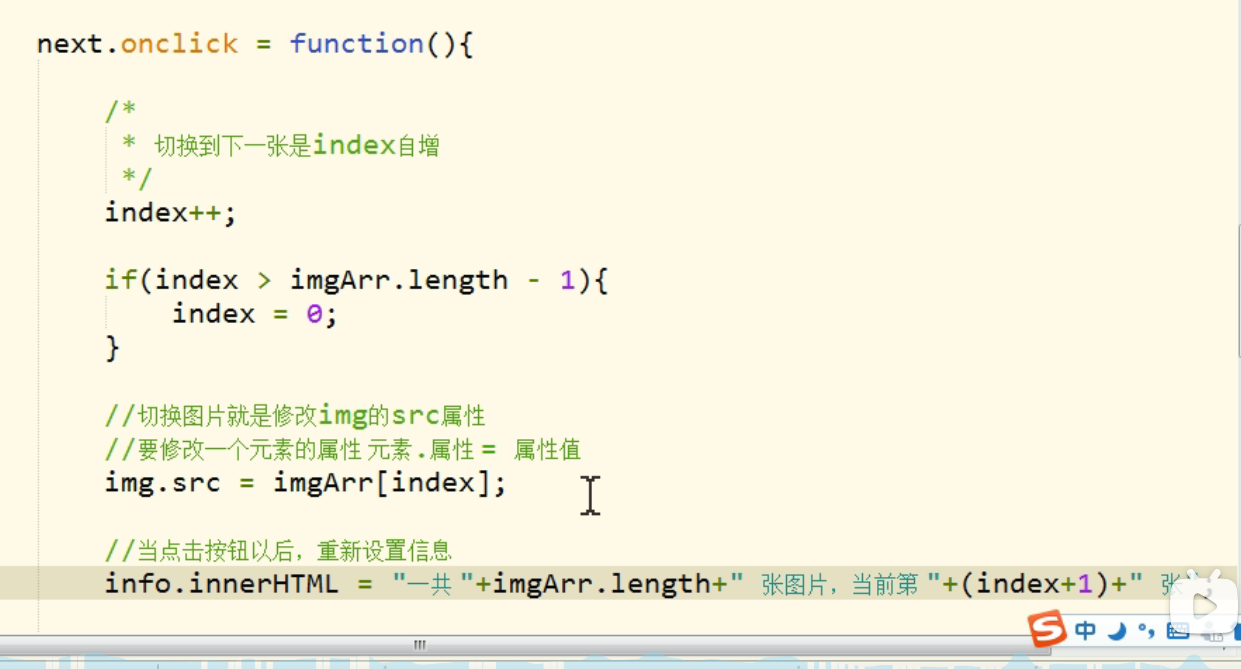 next.onclick = function(){
/*
* 切换到下一张是index自增
*/
index++;
if(index > imgArr.length - 1){
index = 0;
}
//切换图片就是修改img的src属性
//要修改一个元素的属性 元素.属性 = 属性值
img.src = imgArr[index];
//当点击按钮以后，重新设置信息
info.innerHTML = "一共 "+imgArr.length+" 张图片，当前第 "+(index+1)+" 张
中